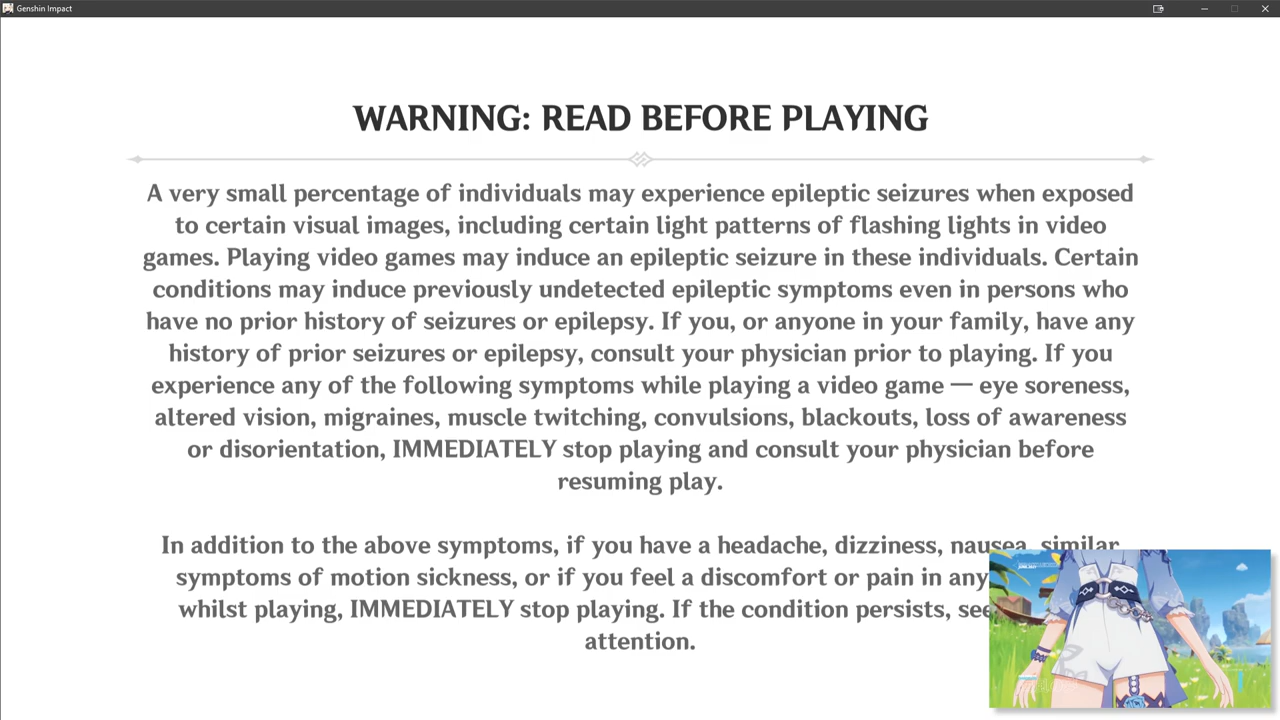 Genshin Impact
WARNING: READ BEFORE PLAYING
A very small percentage of individuals may experience epileptic seizures when exposed
to certain visual images, including certain light patterns of flashing lights in video
games. Playing video games may induce an epileptic seizure in these individuals. Certain
conditions may induce previously undetected epileptic symptoms even in persons who
have no prior history of seizures or epilepsy. If you, or anyone in your family, have any
history of prior seizures or epilepsy, consult your physician prior to playing. If you
experience any of the following symptoms while playing a video game — eye soreness,
altered vision, migraines, muscle twitching, convulsions, blackouts, loss of awareness
or disorientation, IMMEDIATELY stop playing and consult your physician before
resuming play.
In addition to the above symptoms, if you have a headache, dizziness, nausea, similar
symptoms of motion sickness, or if you feel a discomfort or pain in any
whilst playing, IMMEDIATELY stop playing. If the condition persists,
attention.